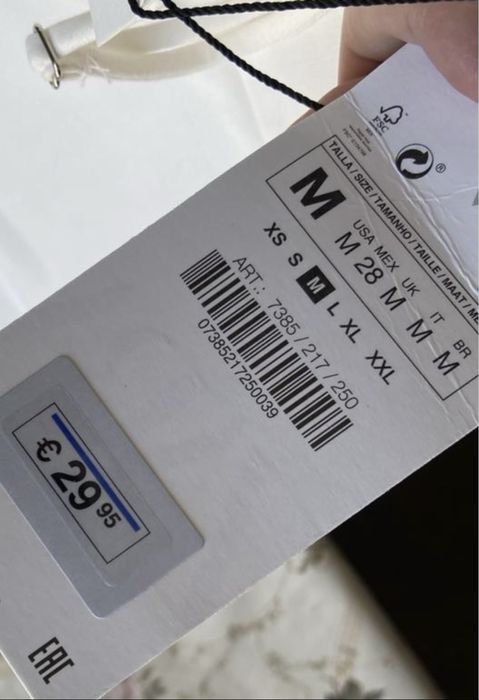 FSC
®
TALLA / SIZE / TAMANHO / TAILLE / MAAT /
M
USA MEX UK IT BR
M 28 M M M
XS S M L XL XXL
ART.: 7385 / 217 / 250
07385217250039
€ 29 95
EAC